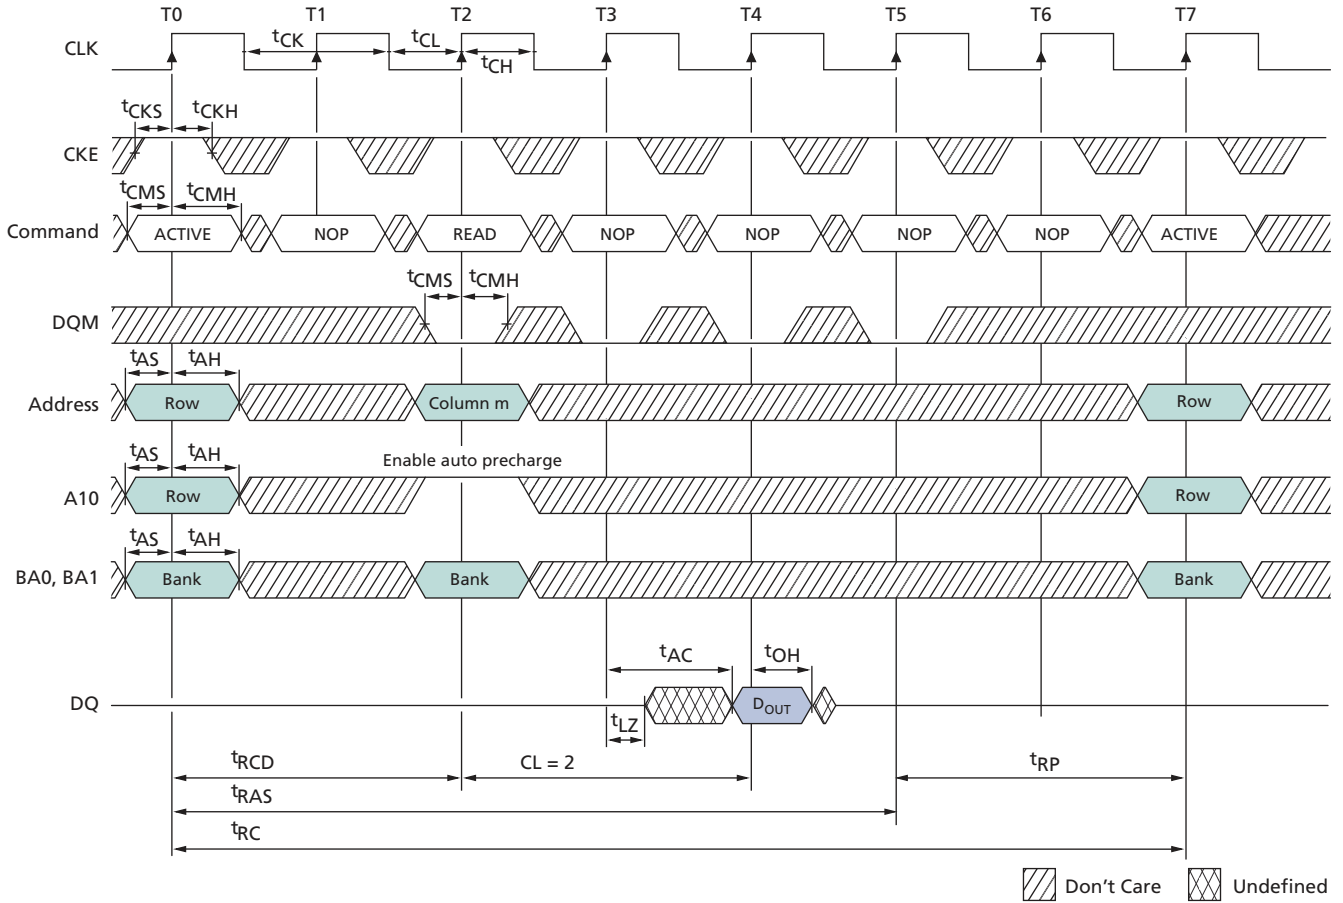 T0 T1 T2 T3 T4 T5 T6 T7
CLK tCK tCL tCH
tCKS tCKH
CKE
tCMS tCMH
Command ACTIVE NOP READ NOP NOP NOP NOP ACTIVE
tCMS tCMH
DQM
tAS tAH
Address Row Column m Row
tAS tAH Enable auto precharge
A10 Row Row
tAS tAH
BA0, BA1 Bank Bank Bank
tAC tOH
DQ DOUT
tLZ
tRCD CL = 2 tRP
tRAS
tRC
Don't Care Undefined